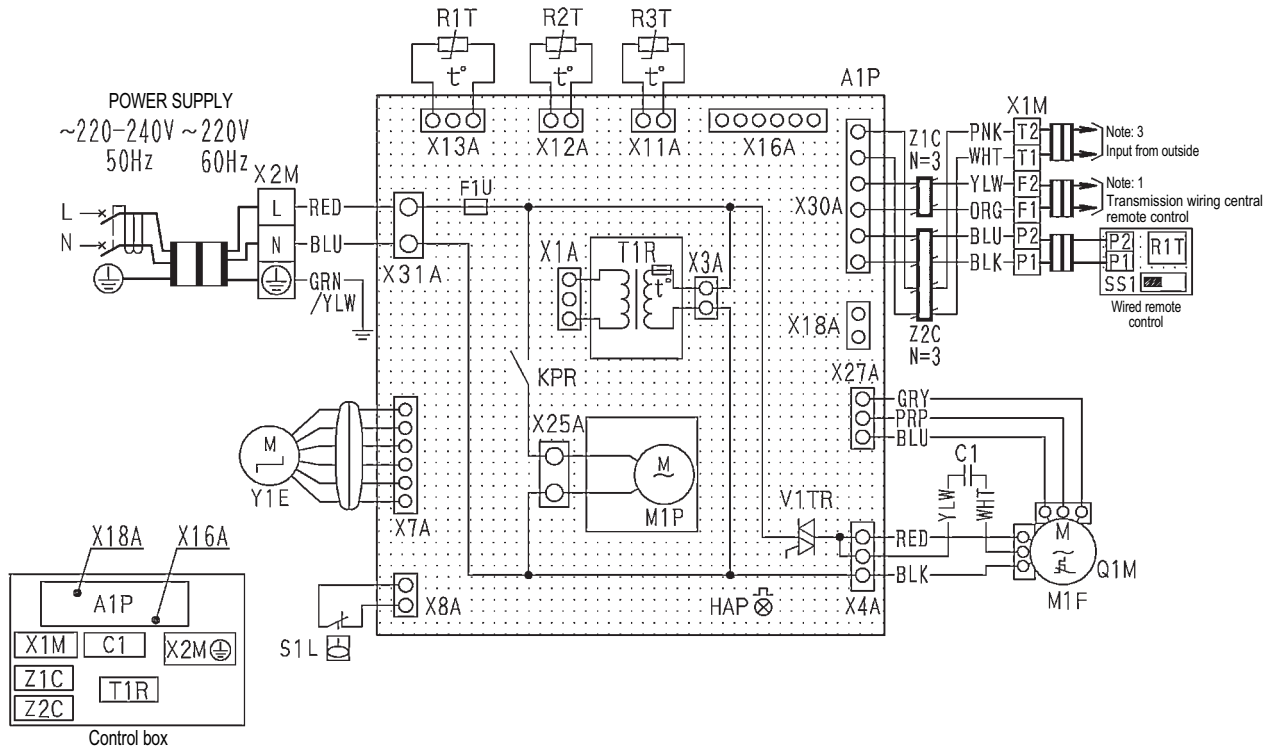 R1T
R2T
R3T
t°
t°
t°
A1P
POWER SUPPLY
~220-240V ~220V
50Hz 60Hz
X2M
L
N
L
N
RED
BLU
GRN
/YLW
X31A
F1U
X13A
X12A
X11A
X16A
X30A
X18A
X27A
X1A
T1R
t°
X3A
KPR
X25A
M
~
M1P
V1TR
HAP
X4A
X7A
X8A
M
Y1E
S1L
Z1C
N=3
Z2C
N=3
X1M
PNK T2
WHT T1
YLW F2
ORG F1
BLU P2
BLK P1
Note: 3
Input from outside
Note: 1
Transmission wiring central
remote control
P2
P1
R1T
SS1
Wired remote
control
GRY
PRP
BLU
C1
YLW
WHT
RED
BLK
M
~
Q1M
M1F
X18A
X16A
A1P
X1M
C1
X2M
Z1C
T1R
Z2C
Control box